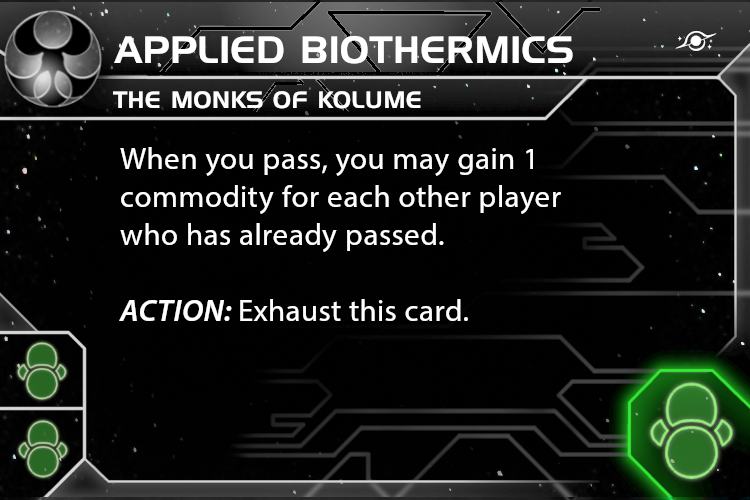 APPLIED BIOTHERMICS
THE MONKS OF KOLUME
When you pass, you may gain 1
commodity for each other player
who has already passed.
ACTION: Exhaust this card.